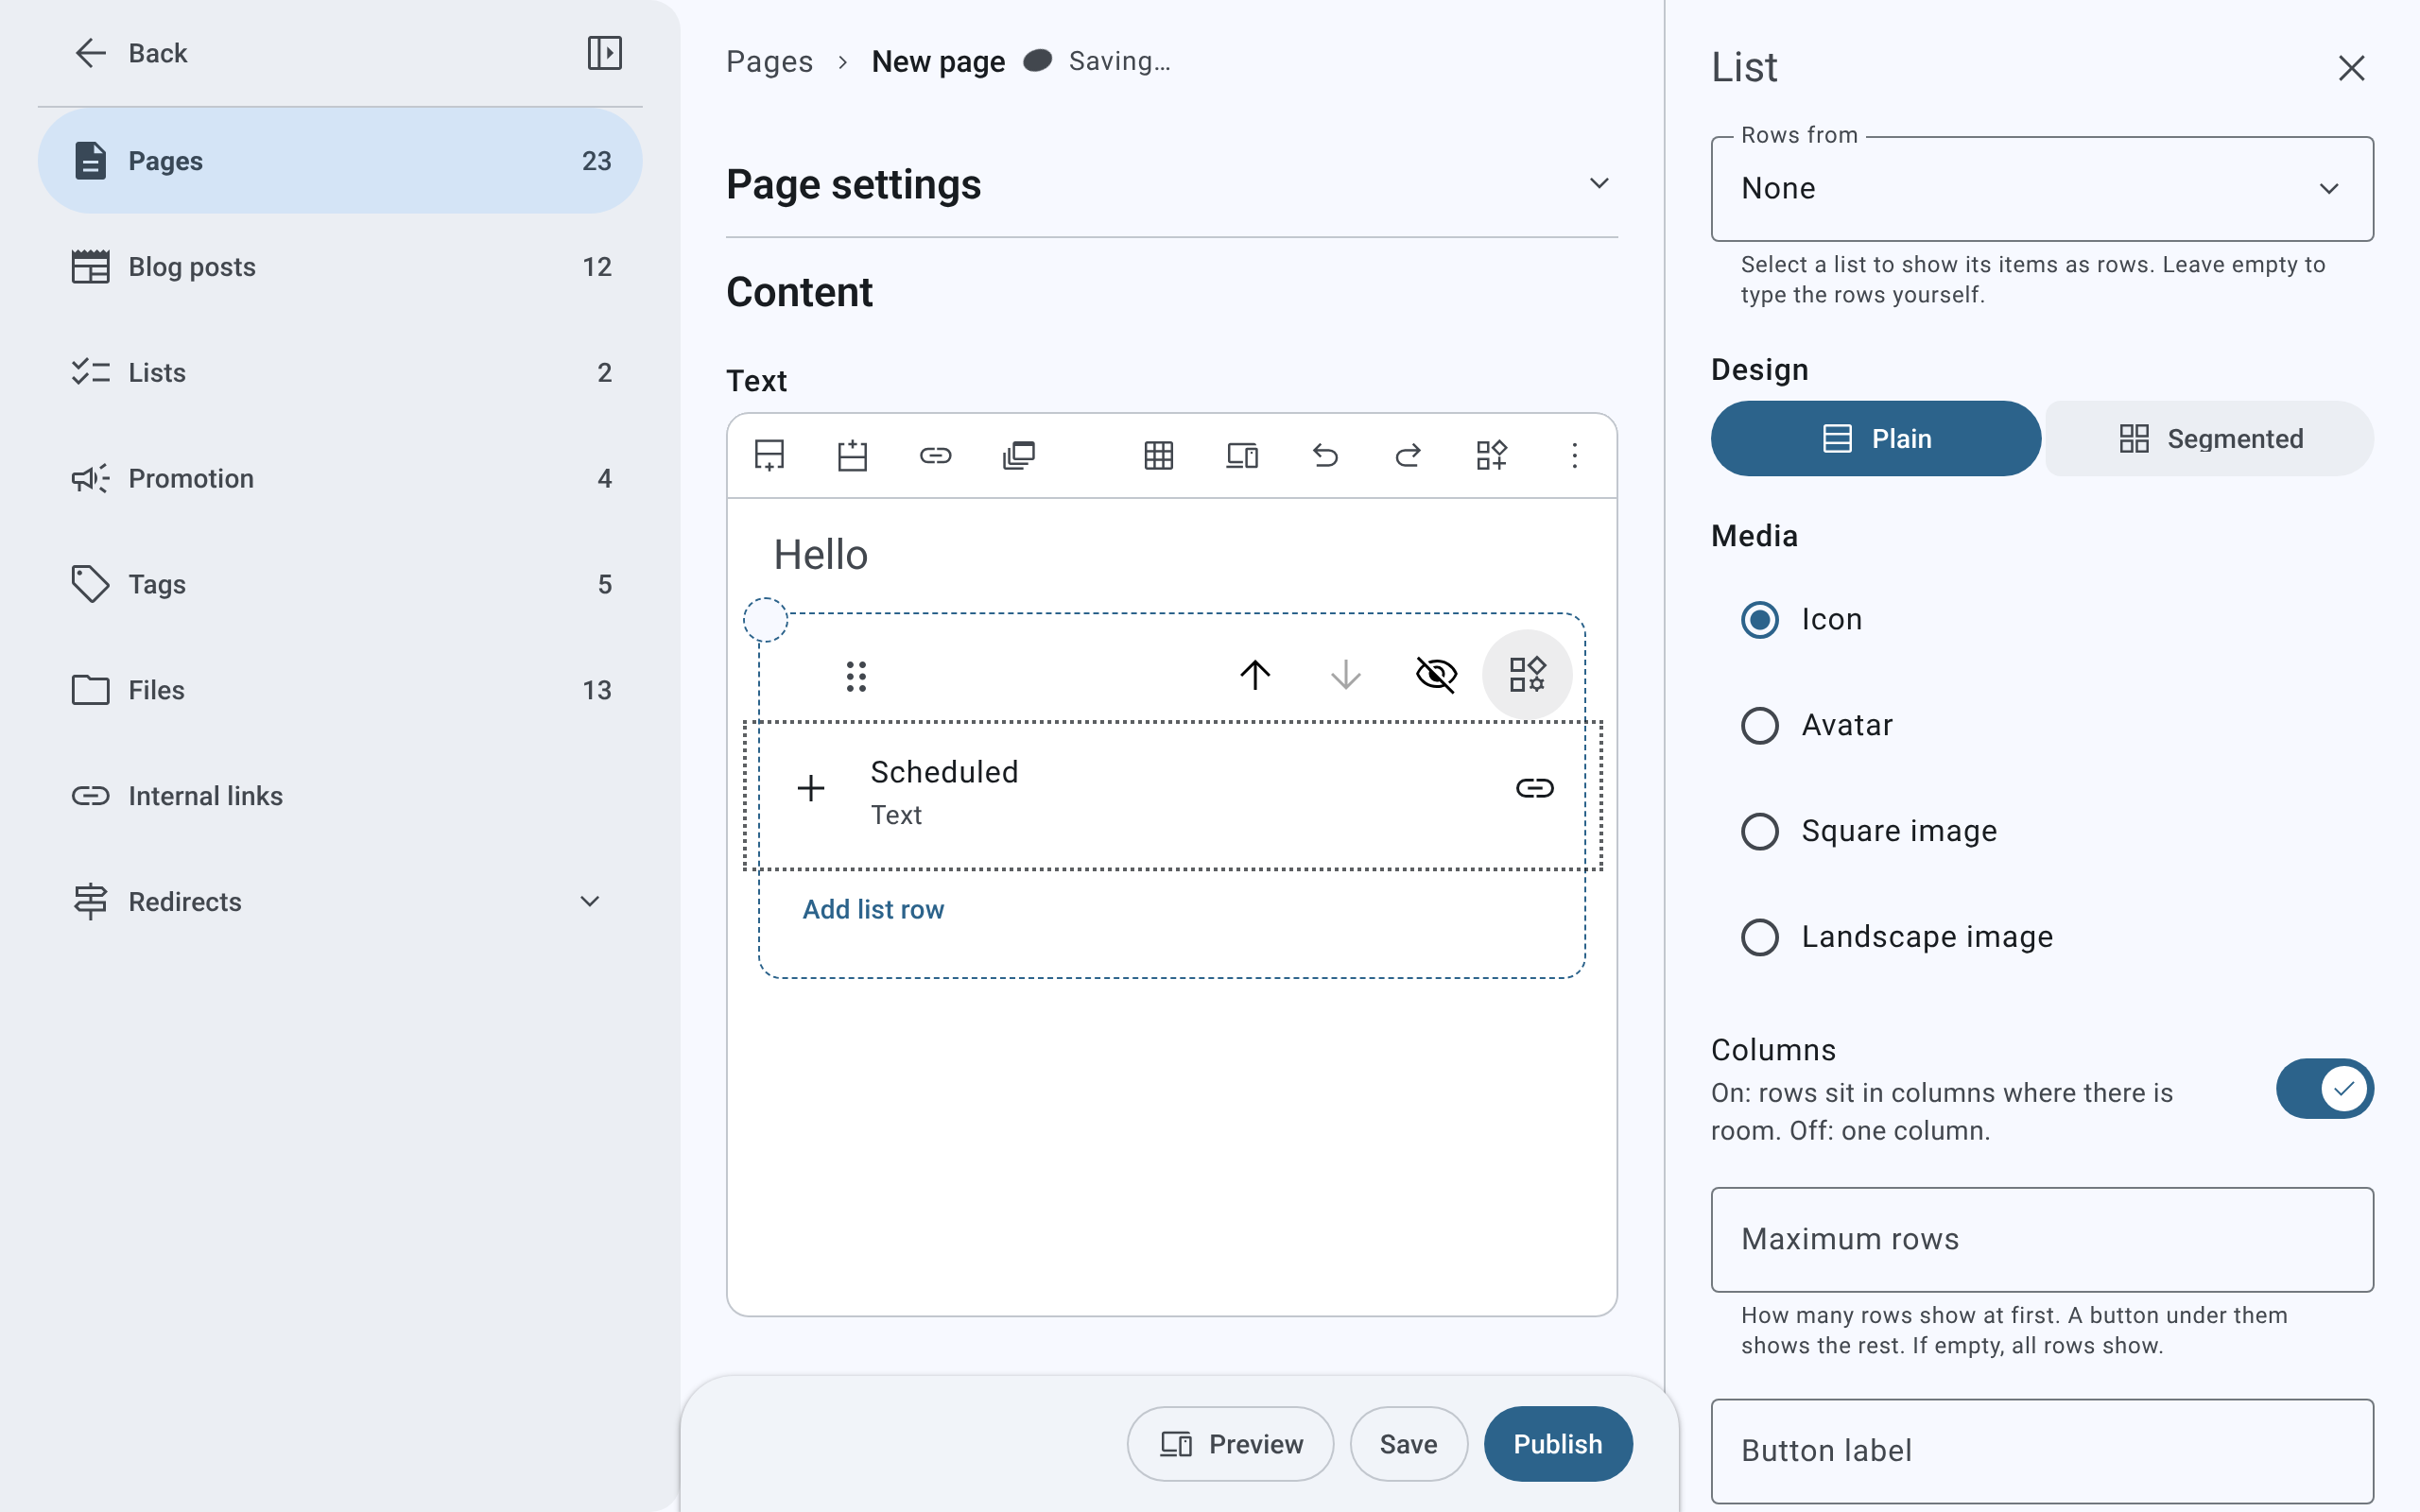 Back
Pages 23
Blog posts 12
Lists 2
Promotion 4
Tags 5
Files 13
Internal links
Redirects
Pages › New page Saving…
Page settings
Content
Text
Hello
Scheduled
Text
Add list row
Preview Save Publish
List
Rows from
None
Select a list to show its items as rows. Leave empty to
type the rows yourself.
Design
Plain Segmented
Media
Icon
Avatar
Square image
Landscape image
Columns
On: rows sit in columns where there is
room. Off: one column.
Maximum rows
How many rows show at first. A button under them
shows the rest. If empty, all rows show.
Button label